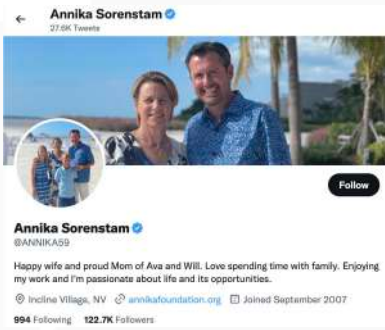 Annika Sorenstam
27.6K Tweets
Follow
Annika Sorenstam
@ANNIKA59
Happy wife and proud Mom of Ava and Will. Love spending time with family. Enjoying
my work and I'm passionate about life and its opportunities.
Incline Village, NV annikafoundation.org Joined September 2007
994 Following 122.7K Followers